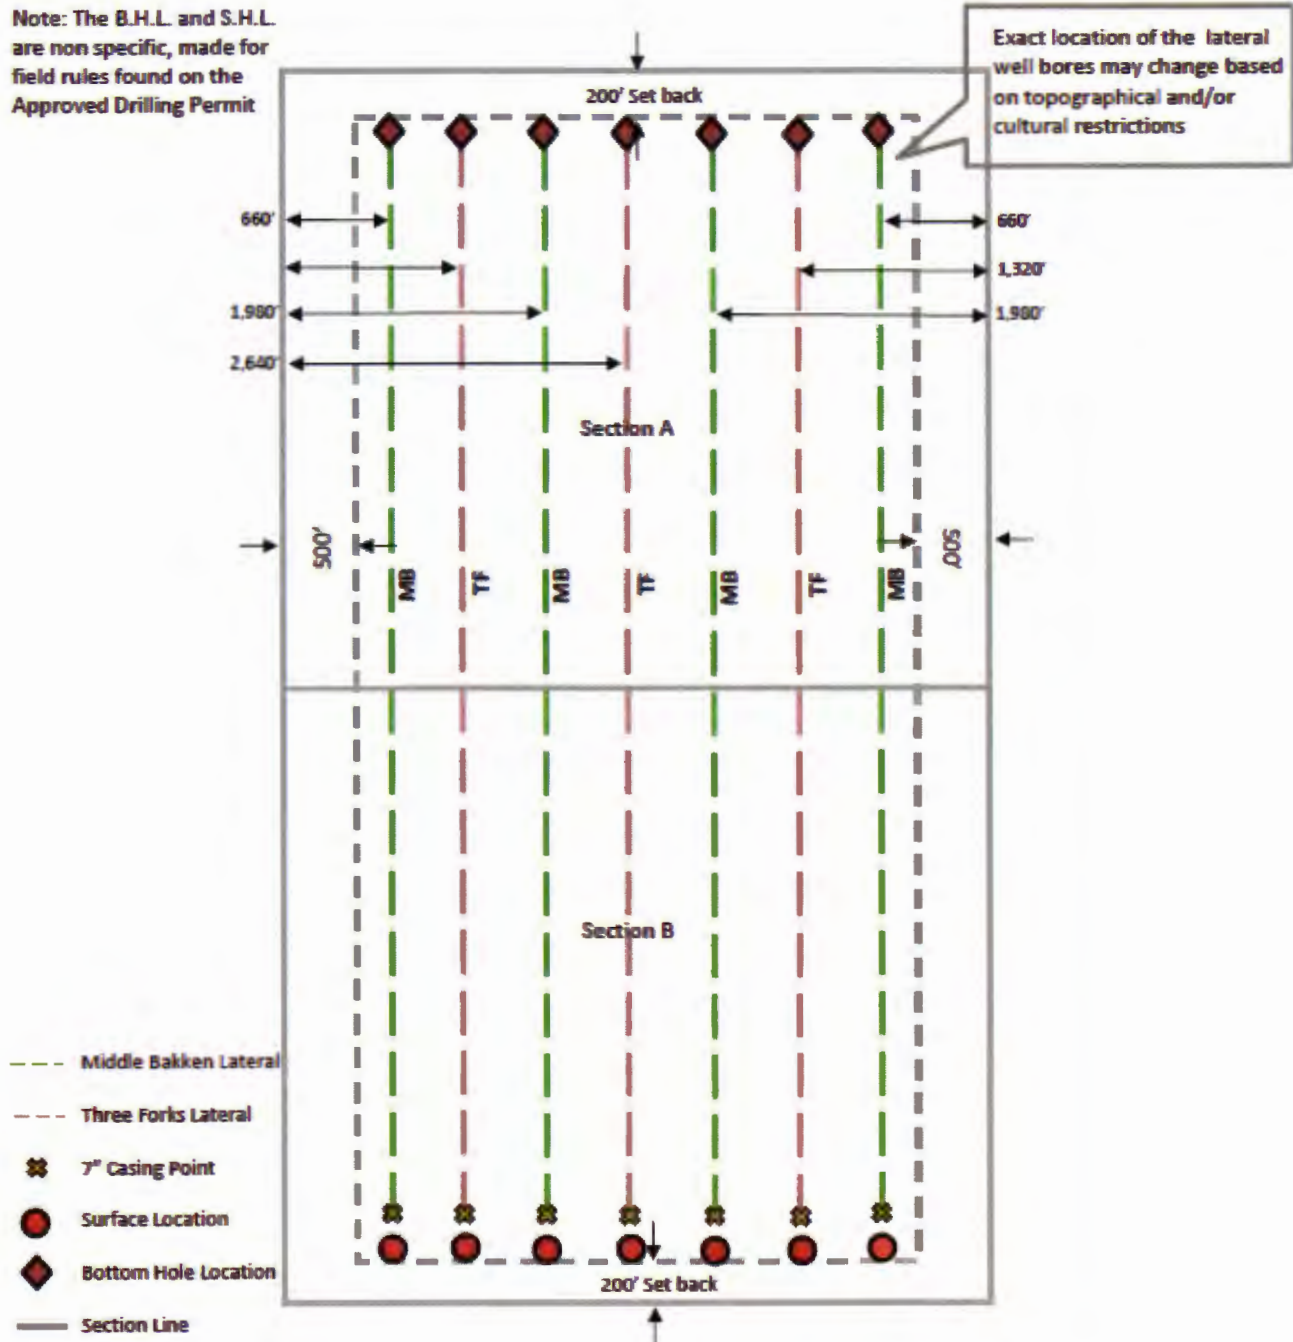 Note: The B.H.L. and S.H.L.
are non specific, made for
field rules found on the
Approved Drilling Permit
Exact location of the lateral
well bores may change based
on topographical and/or
cultural restrictions
200' Set back
660'
660'
1,320'
1,980'
1,980'
2,640'
Section A
500'
500'
MB
TF
MB
TF
MB
TF
MB
Section B
Middle Bakken Lateral
Three Forks Lateral
7" Casing Point
Surface Location
Bottom Hole Location
Section Line
200' Set back